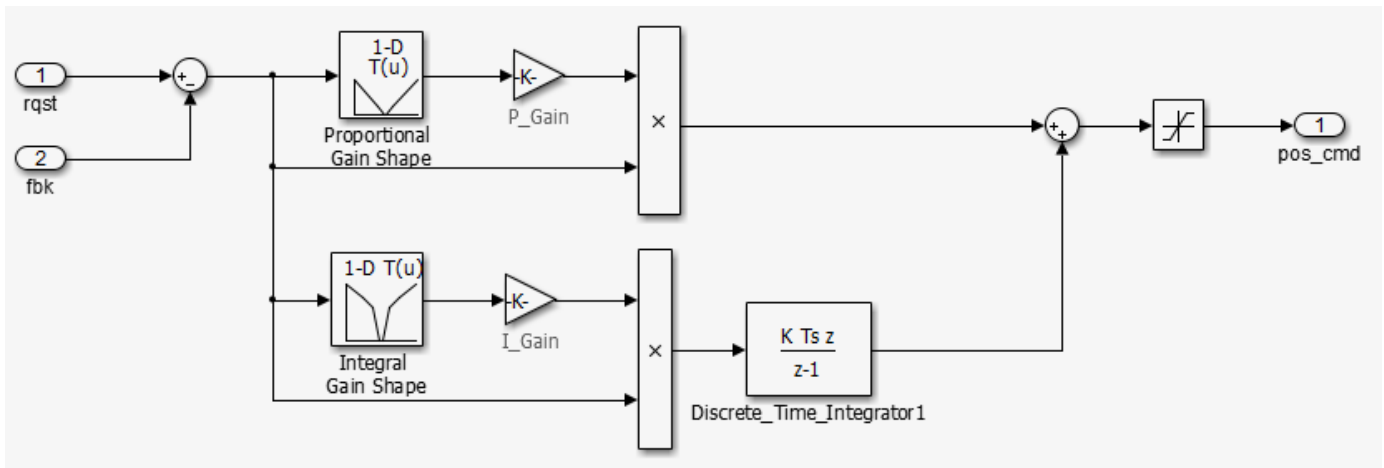 1
rqst
2
fbk
+
-
1-D
T(u)
Proportional
Gain Shape
-K-
P_Gain
×
1-D T(u)
Integral
Gain Shape
-K-
I_Gain
×
K Ts z
z-1
Discrete_Time_Integrator1
+
+
1
pos_cmd